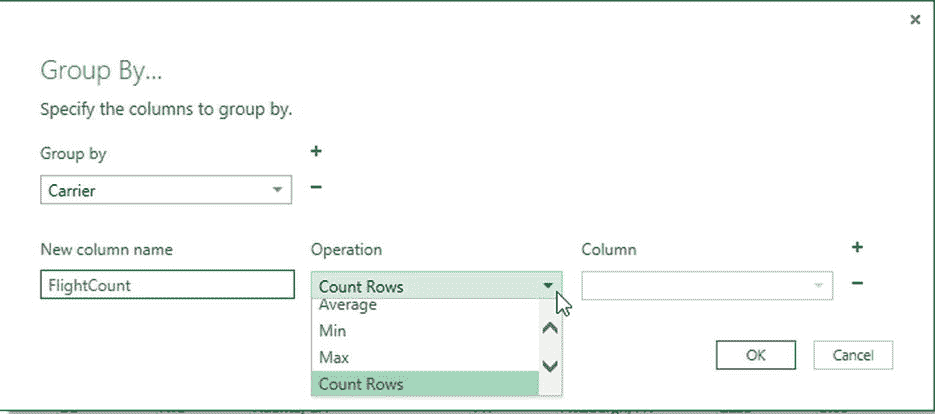 Group By...
Specify the columns to group by.
Group by
Carrier
New column name Operation Column
FlightCount Count Rows
Average
Min
Max
Count Rows
OK Cancel